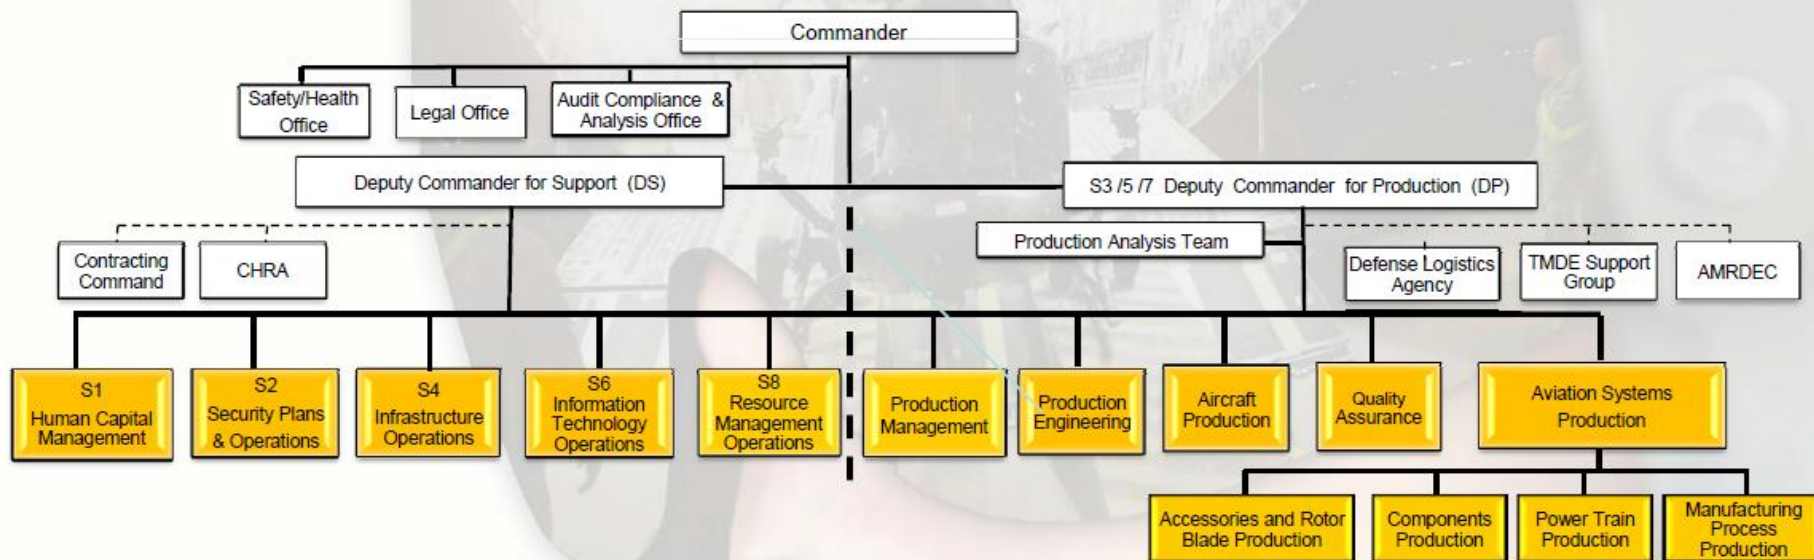 Commander
Safety/Health
Office
Legal Office
Audit Compliance &
Analysis Office
Deputy Commander for Support (DS)
S3 /5 /7 Deputy Commander for Production (DP)
Production Analysis Team
Contracting
Command
CHRA
Defense Logistics
Agency
TMDE Support
Group
AMRDEC
S1
Human Capital
Management
S2
Security Plans
& Operations
S4
Infrastructure
Operations
S6
Information
Technology
Operations
S8
Resource
Management
Operations
Production
Management
Production
Engineering
Aircraft
Production
Quality
Assurance
Aviation Systems
Production
Accessories and Rotor
Blade Production
Components
Production
Power Train
Production
Manufacturing
Process
Production